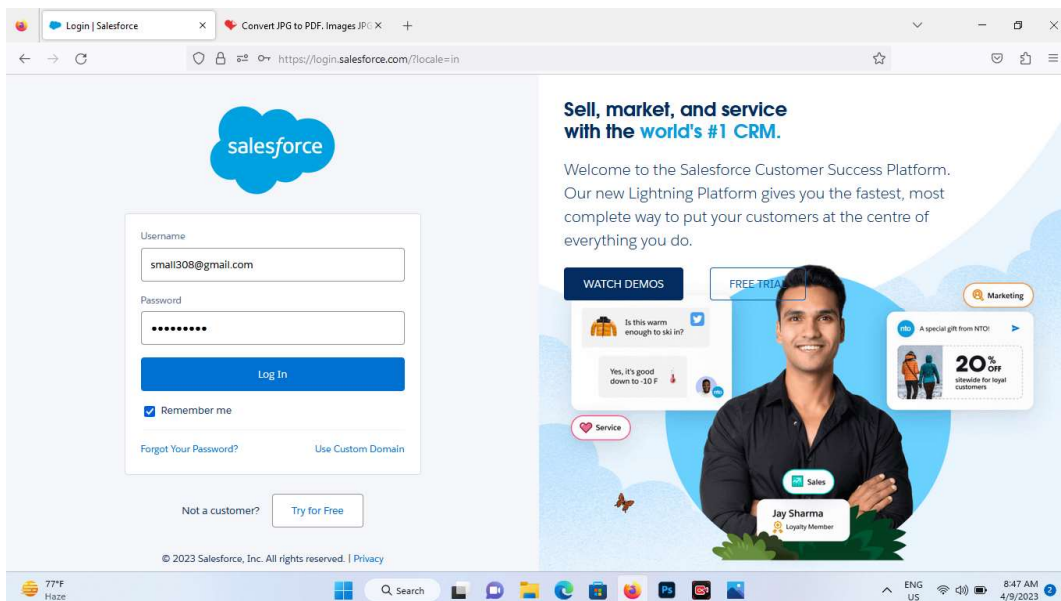 Login | Salesforce
Convert JPG to PDF. Images JPG
https://login.salesforce.com/?locale=in
salesforce
Username
small308@gmail.com
Password
Log In
Remember me
Forgot Your Password?
Use Custom Domain
Not a customer?
Try for Free
© 2023 Salesforce, Inc. All rights reserved. | Privacy
Sell, market, and service
with the world's #1 CRM.
Welcome to the Salesforce Customer Success Platform.
Our new Lightning Platform gives you the fastest, most
complete way to put your customers at the centre of
everything you do.
WATCH DEMOS
FREE TRIAL
Marketing
Is this warm
enough to ski in?
nto
A special gift from NTO!
20% OFF
sitewide for loyal
customers
Yes, it's good
down to -10 F
nto
Service
Sales
Jay Sharma
Loyalty Member
77°F
Haze
Search
Ps
ENG
US
8:47 AM
4/9/2023
2